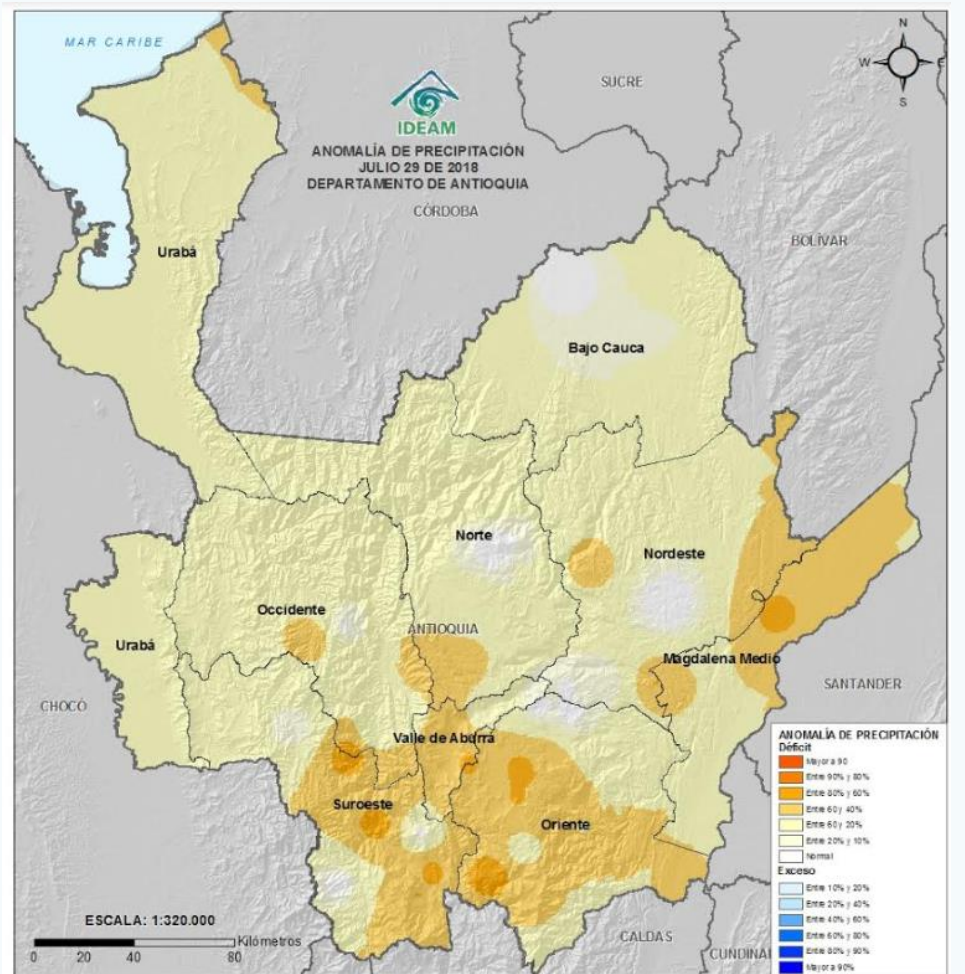 MAR CARIBE
N
W
E
S
SUCRE
IDEAM
ANOMALÍA DE PRECIPITACIÓN
JULIO 29 DE 2018
DEPARTAMENTO DE ANTIOQUIA
CÓRDOBA
BOLÍVAR
Urabá
Bajo Cauca
Norte
Nordeste
Occidente
ANTIOQUIA
Urabá
Magdalena Medio
SANTANDER
CHOCÓ
Valle de Aburrá
Suroeste
Oriente
ANOMALÍA DE PRECIPITACIÓN
Déficit
Mayor a 90
Entre 90% y 80%
Entre 80% y 60%
Entre 60 y 40%
Entre 60 y 20%
Entre 20% y 10%
Normal
Exceso
Entre 10% y 20%
Entre 20% y 40%
Entre 40% y 60%
Entre 60% y 80%
Entre 80% y 90%
Mayor a 90%
ESCALA: 1:320.000
Kilómetros
0 20 40 80
CALDAS
CUNDINA